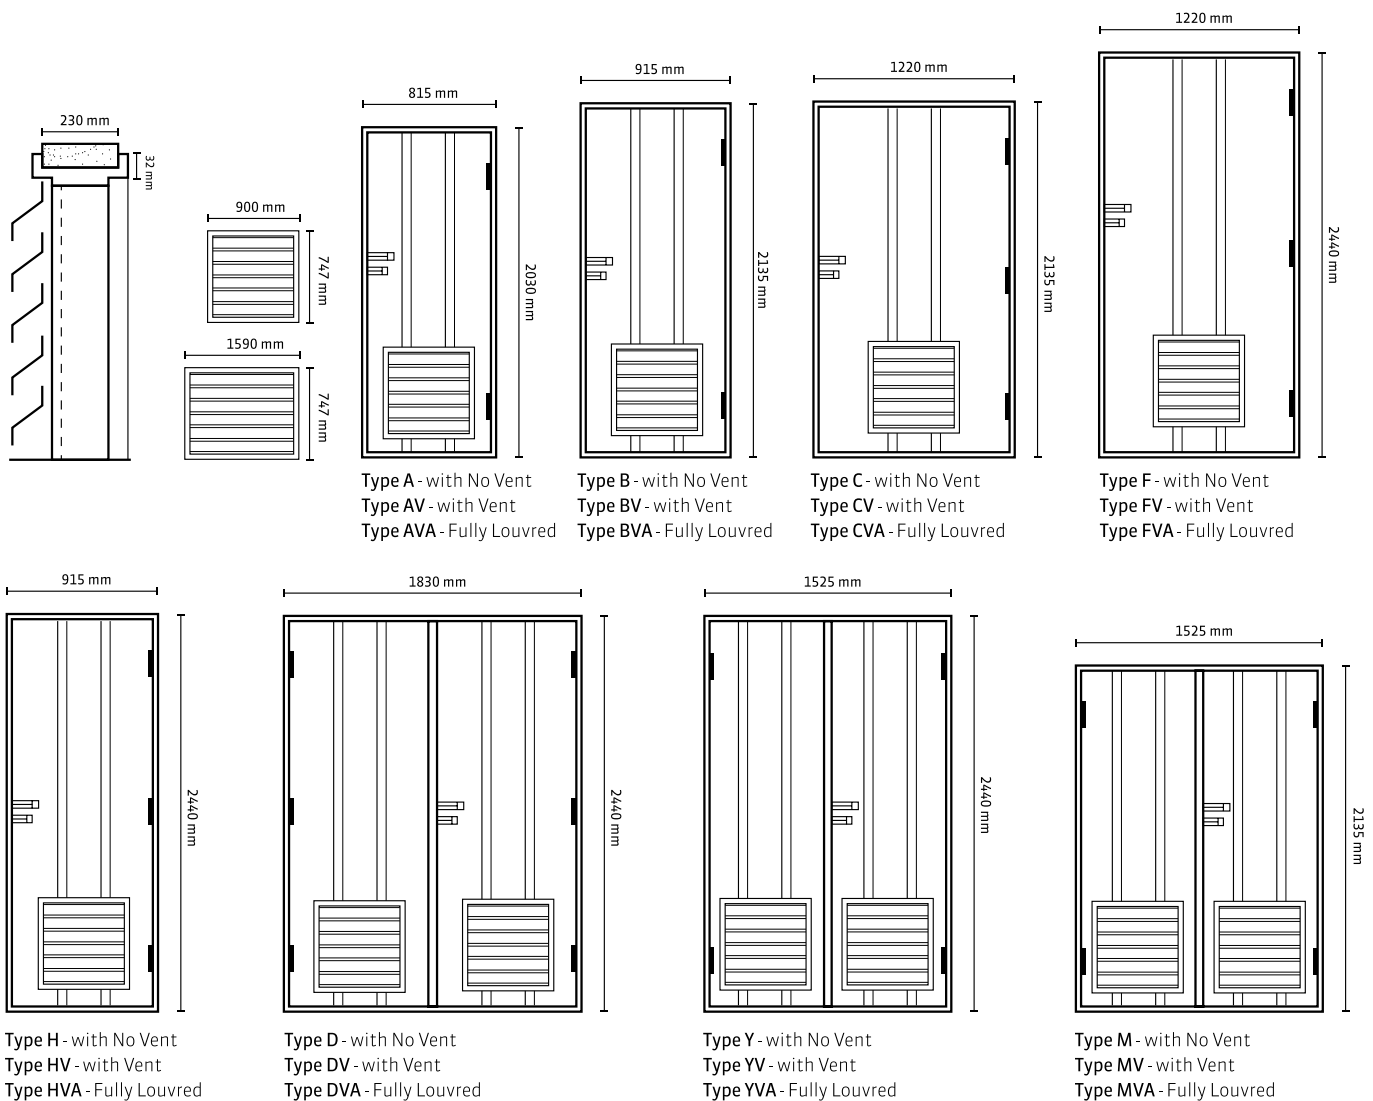 230 mm
32 mm
900 mm
747 mm
1590 mm
747 mm
815 mm
2030 mm
Type A - with No Vent
Type AV - with Vent
Type AVA - Fully Louvred
915 mm
2135 mm
Type B - with No Vent
Type BV - with Vent
Type BVA - Fully Louvred
1220 mm
2135 mm
Type C - with No Vent
Type CV - with Vent
Type CVA - Fully Louvred
1220 mm
2440 mm
Type F - with No Vent
Type FV - with Vent
Type FVA - Fully Louvred
915 mm
2440 mm
Type H - with No Vent
Type HV - with Vent
Type HVA - Fully Louvred
1830 mm
2440 mm
Type D - with No Vent
Type DV - with Vent
Type DVA - Fully Louvred
1525 mm
2440 mm
Type Y - with No Vent
Type YV - with Vent
Type YVA - Fully Louvred
1525 mm
2135 mm
Type M - with No Vent
Type MV - with Vent
Type MVA - Fully Louvred